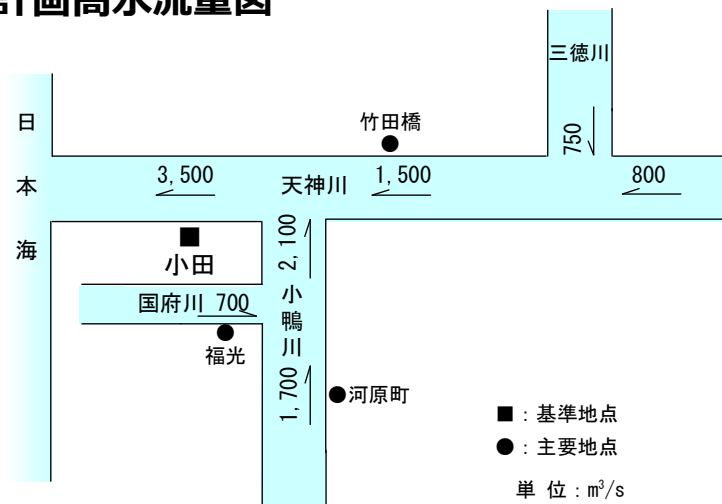 計画高水流量図
三徳川
750
竹田橋
●
日本海
3,500
天神川
1,500
800
■
小田
2,100
国府川 700
小鴨川
●
福光
1,700
●河原町
■：基準地点
●：主要地点
単 位：m³/s